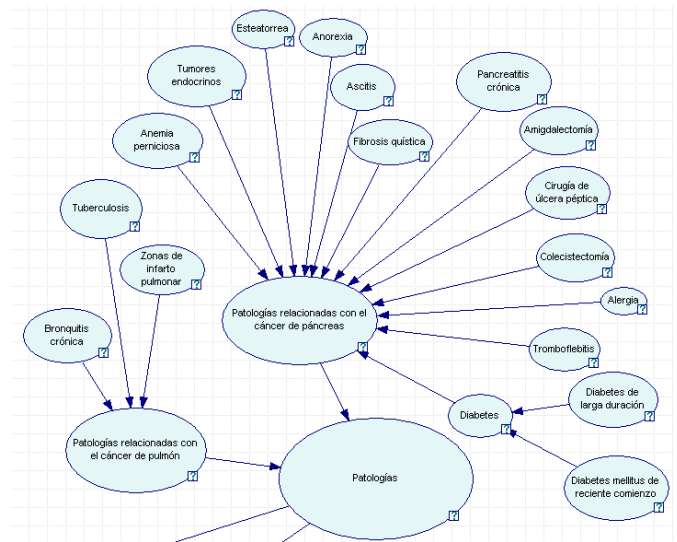 Esteatorrea
Anorexia
Tumores
endocrinos
Ascitis
Pancreatitis
crónica
Anemia
perniciosa
Fibrosis quística
Amigdalectomía
Cirugía de
úlcera péptica
Tuberculosis
Zonas de
infarto
pulmonar
Colecistectomía
Alergia
Patologías relacionadas con el
cáncer de páncreas
Bronquitis
crónica
Tromboflebitis
Diabetes de
larga duración
Diabetes
Patologías relacionadas con
el cáncer de pulmón
Patologías
Diabetes mellitus de
reciente comienzo